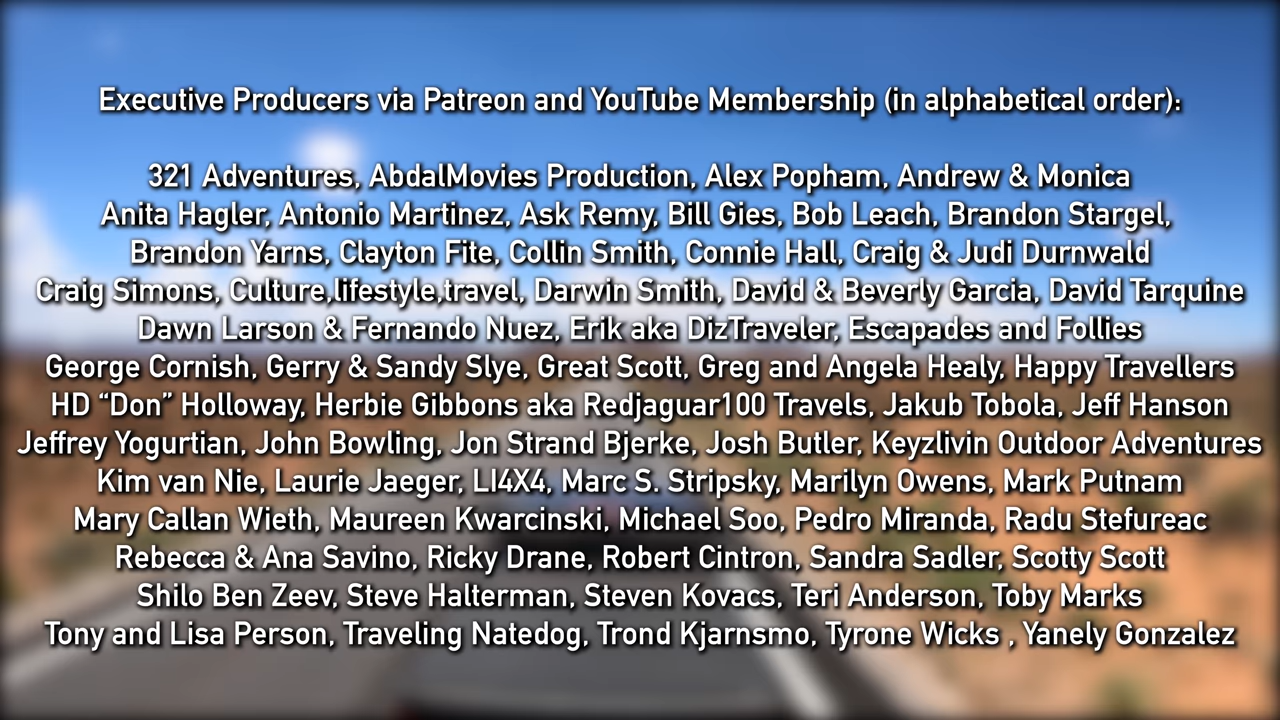 Executive Producers via Patreon and YouTube Membership (in alphabetical order):
321 Adventures, AbdalMovies Production, Alex Popham, Andrew & Monica
Anita Hagler, Antonio Martinez, Ask Remy, Bill Gies, Bob Leach, Brandon Stargel,
Brandon Yarns, Clayton Fite, Collin Smith, Connie Hall, Craig & Judi Durnwald
Craig Simons, Culture,lifestyle,travel, Darwin Smith, David & Beverly Garcia, David Tarquine
Dawn Larson & Fernando Nuez, Erik aka DizTraveler, Escapades and Follies
George Cornish, Gerry & Sandy Slye, Great Scott, Greg and Angela Healy, Happy Travellers
HD “Don” Holloway, Herbie Gibbons aka Redjaguar100 Travels, Jakub Tobola, Jeff Hanson
Jeffrey Yogurtian, John Bowling, Jon Strand Bjerke, Josh Butler, Keyzlivin Outdoor Adventures
Kim van Nie, Laurie Jaeger, LI4X4, Marc S. Stripsky, Marilyn Owens, Mark Putnam
Mary Callan Wieth, Maureen Kwarcinski, Michael Soo, Pedro Miranda, Radu Stefureac
Rebecca & Ana Savino, Ricky Drane, Robert Cintron, Sandra Sadler, Scotty Scott
Shilo Ben Zeev, Steve Halterman, Steven Kovacs, Teri Anderson, Toby Marks
Tony and Lisa Person, Traveling Natedog, Trond Kjarnsmo, Tyrone Wicks , Yanely Gonzalez